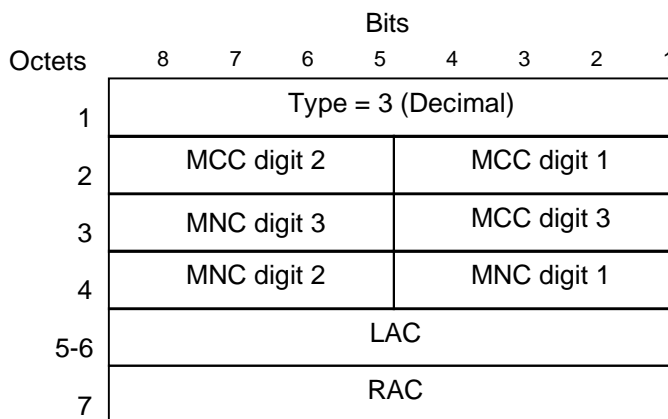 Bits
Octets 8 7 6 5 4 3 2 1
1 Type = 3 (Decimal)
2 MCC digit 2 MCC digit 1
3 MNC digit 3 MCC digit 3
4 MNC digit 2 MNC digit 1
5-6 LAC
7 RAC